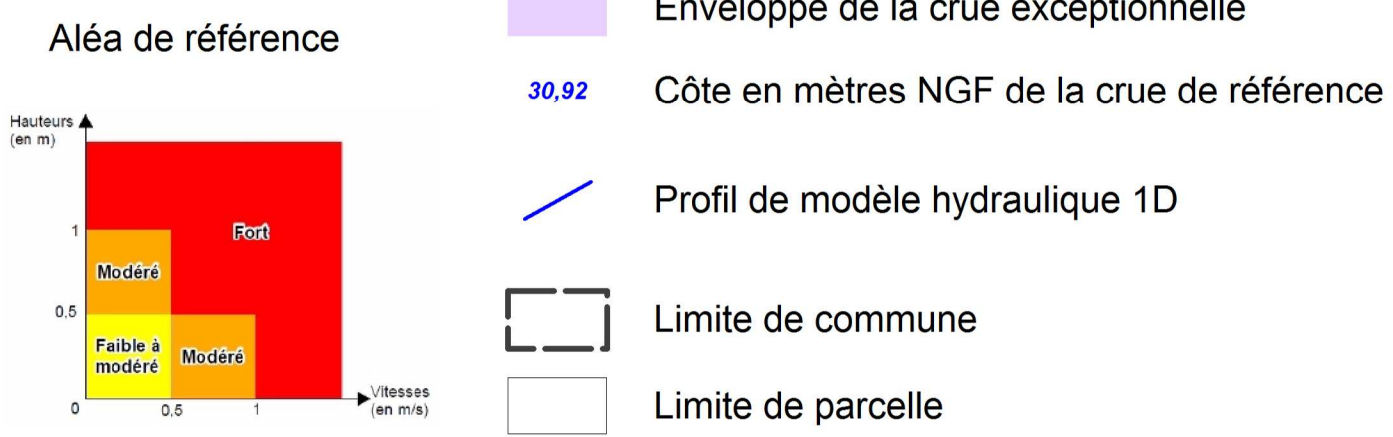 Aléa de référence
Hauteurs
(en m)
1
0,5
0
0,5
1
Fort
Modéré
Faible à
modéré
Modéré
Vitesses
(en m/s)
Enveloppe de la crue exceptionnelle
30,92
Côte en mètres NGF de la crue de référence
Profil de modèle hydraulique 1D
Limite de commune
Limite de parcelle